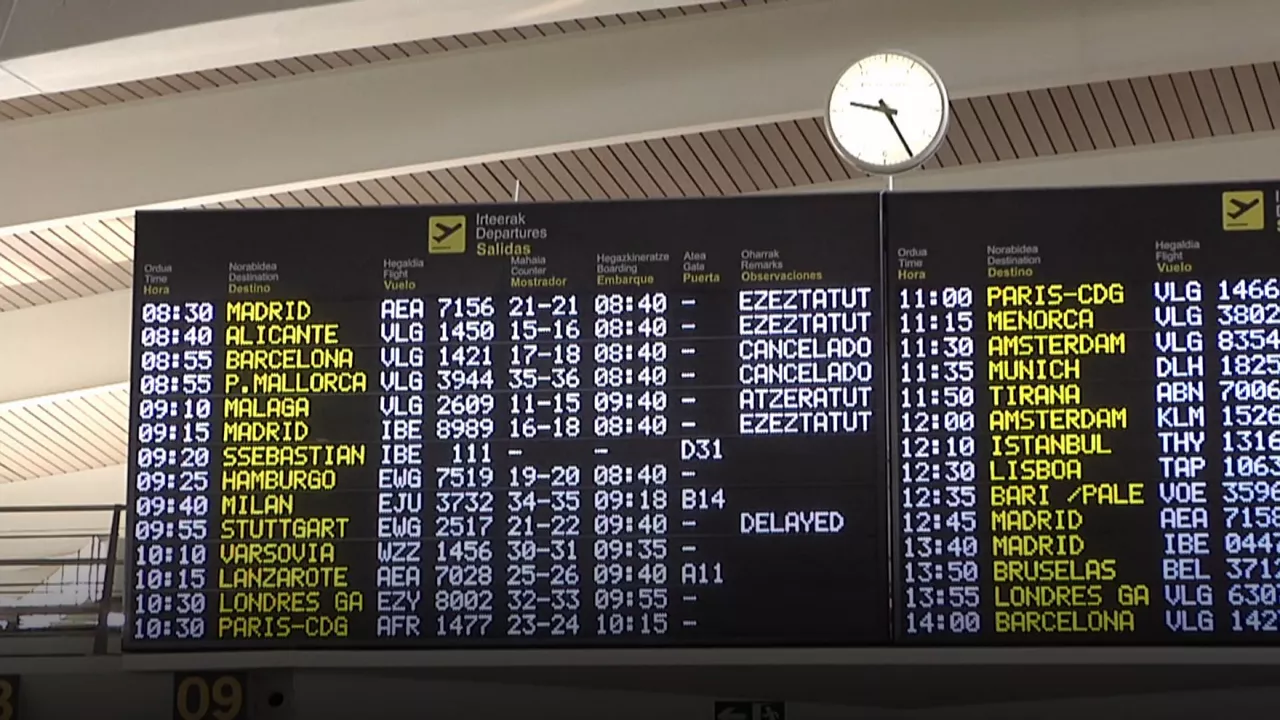 Irteerak
Departures
Salidas
Ordua Norabidea Hegaldia Mahaia Hegazkineratze Atea Oharrak
Time Destination Flight Counter Boarding Gate Remarks
Hora Destino Vuelo Mostrador Embarque Puerta Observaciones
08:30 MADRID AEA 7156 21-21 08:40 - EZEZTATUT
08:40 ALICANTE VLG 1450 15-16 08:40 - EZEZTATUT
08:55 BARCELONA VLG 1421 17-18 08:40 - CANCELADO
08:55 P.MALLORCA VLG 3944 35-36 08:40 - CANCELADO
09:10 MALAGA VLG 2609 11-15 09:40 - ATZERATUT
09:15 MADRID IBE 8989 16-18 08:40 - EZEZTATUT
09:20 SSEBASTIAN IBE 111 - - D31
09:25 HAMBURGO EWG 7519 19-20 08:40 -
09:40 MILAN EJU 3732 34-35 09:18 B14
09:55 STUTTGART EWG 2517 21-22 09:40 - DELAYED
10:10 VARSOVIA WZZ 1456 30-31 09:35 -
10:15 LANZAROTE AEA 7028 25-26 09:40 A11
10:30 LONDRES GA EZY 8002 32-33 09:55 -
10:30 PARIS-CDG AFR 1477 23-24 10:15 -
Ordua Norabidea Hegaldia
Time Destination Flight
Hora Destino Vuelo
11:00 PARIS-CDG VLG 1466
11:15 MENORCA VLG 3802
11:30 AMSTERDAM VLG 8354
11:35 MUNICH DLH 1825
11:50 TIRANA ABN 7006
12:00 AMSTERDAM KLM 1526
12:10 ISTANBUL THY 1316
12:30 LISBOA TAP 1063
12:35 BARI /PALE VOE 3596
12:45 MADRID AEA 7158
13:40 MADRID IBE 0447
13:50 BRUSELAS BEL 3712
13:55 LONDRES GA VLG 630
14:00 BARCELONA VLG 142
09